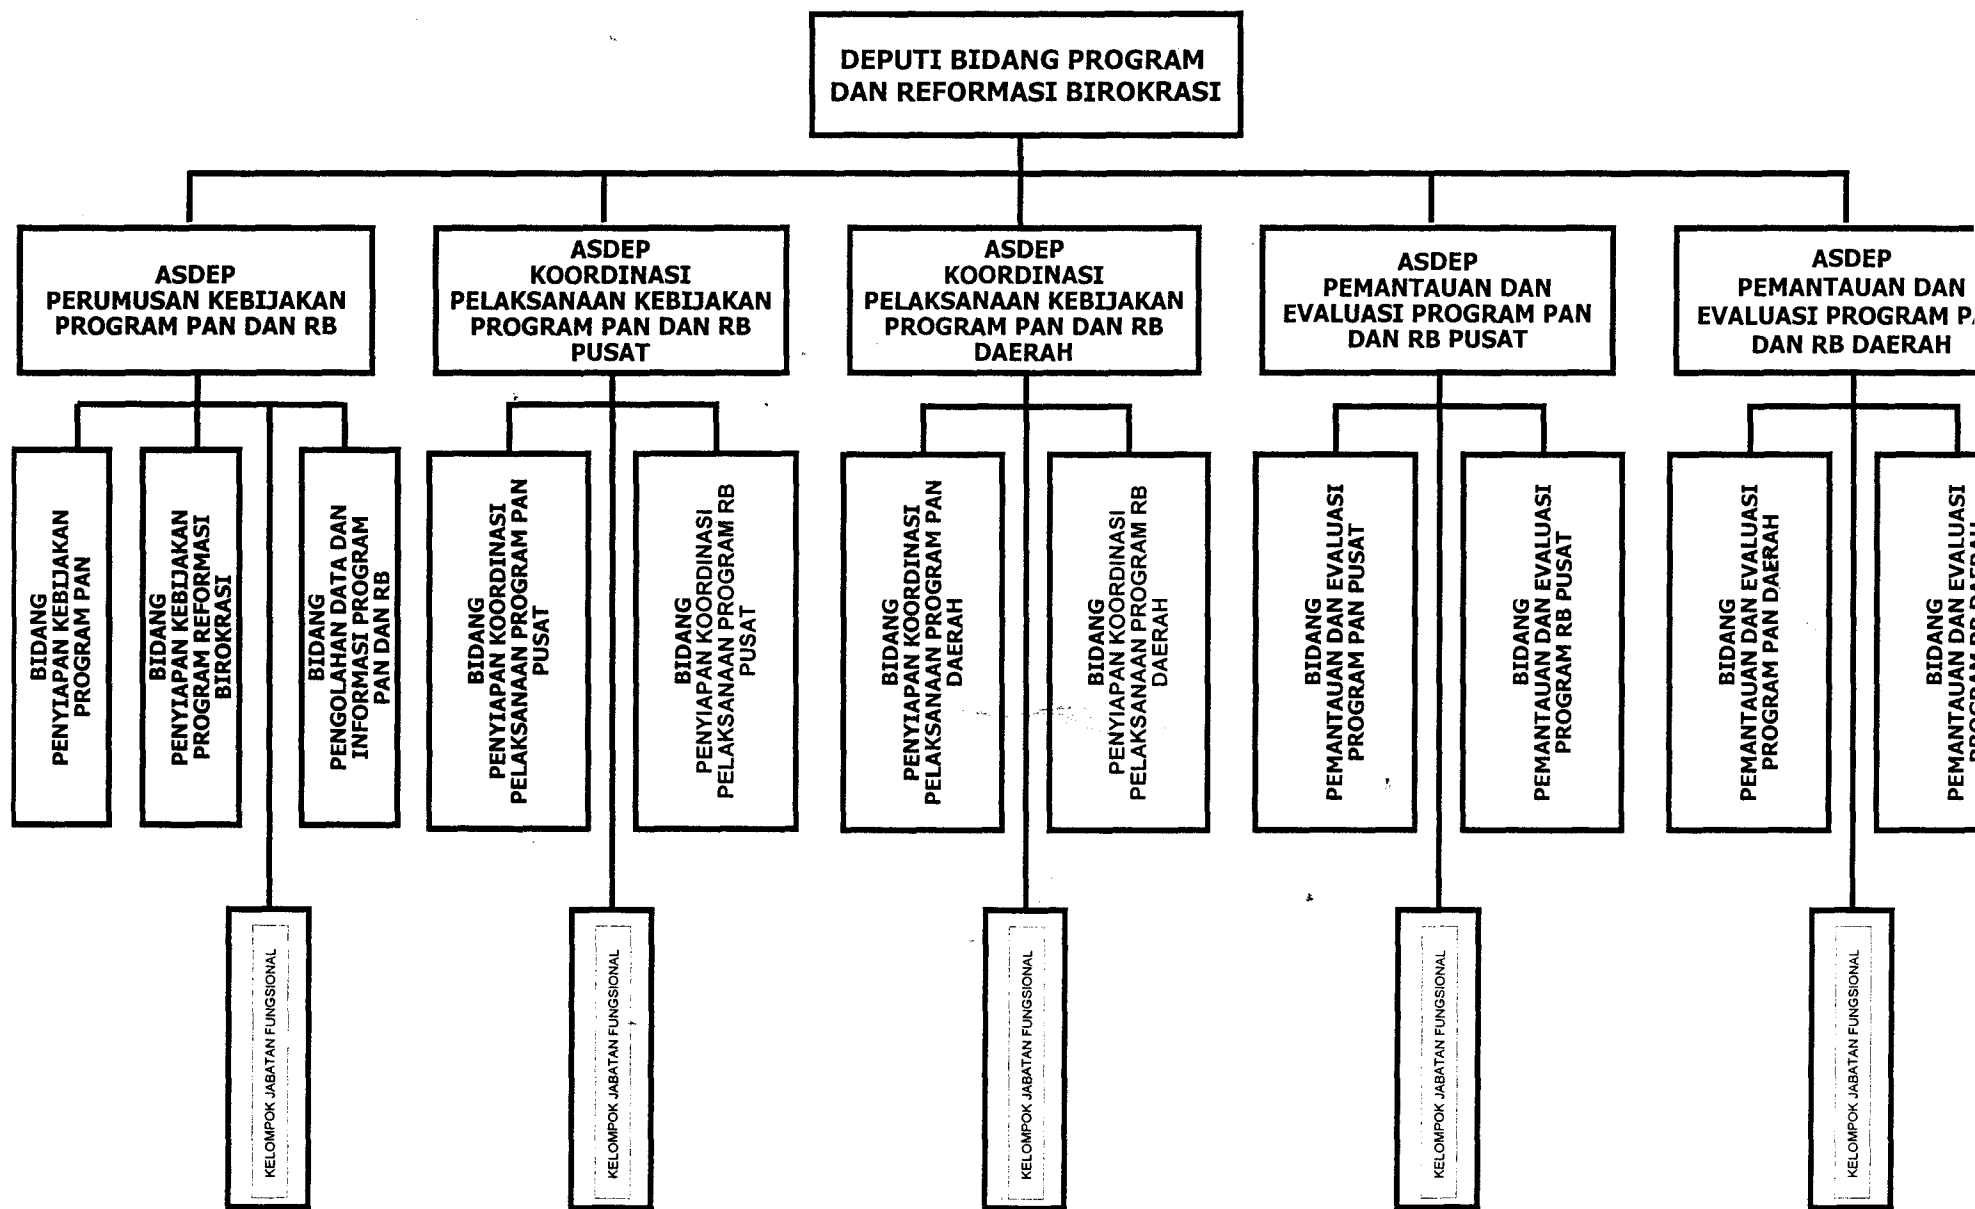 DEPUTI BIDANG PROGRAM
DAN REFORMASI BIROKRASI
ASDEP
PERUMUSAN KEBIJAKAN
PROGRAM PAN DAN RB
ASDEP
KOORDINASI
PELAKSANAAN KEBIJAKAN
PROGRAM PAN DAN RB
PUSAT
ASDEP
KOORDINASI
PELAKSANAAN KEBIJAKAN
PROGRAM PAN DAN RB
DAERAH
ASDEP
PEMANTAUAN DAN
EVALUASI PROGRAM PAN
DAN RB PUSAT
ASDEP
PEMANTAUAN DAN
EVALUASI PROGRAM
DAN RB DAERAH
BIDANG
PENYIAPAN KEBIJAKAN
PROGRAM PAN
BIDANG
PENYIAPAN KEBIJAKAN
PROGRAM REFORMASI
BIROKRASI
BIDANG
PENGOLAHAN DATA DAN
INFORMASI PROGRAM
PAN DAN RB
BIDANG
PENYIAPAN KOORDINASI
PELAKSANAAN PROGRAM PAN
PUSAT
BIDANG
PENYIAPAN KOORDINASI
PELAKSANAAN PROGRAM RB
PUSAT
BIDANG
PENYIAPAN KOORDINASI
PELAKSANAAN PROGRAM PAN
DAERAH
BIDANG
PENYIAPAN KOORDINASI
PELAKSANAAN PROGRAM RB
DAERAH
BIDANG
PEMANTAUAN DAN EVALUASI
PROGRAM PAN PUSAT
BIDANG
PEMANTAUAN DAN EVALUASI
PROGRAM RB PUSAT
BIDANG
PEMANTAUAN DAN EVALUASI
PROGRAM PAN DAERAH
BIDANG
PEMANTAUAN DAN EVALUASI
PROGRAM RB DAERAH
KELOMPOK JABATAN FUNGSIONAL
KELOMPOK JABATAN FUNGSIONAL
KELOMPOK JABATAN FUNGSIONAL
KELOMPOK JABATAN FUNGSIONAL
KELOMPOK JABATAN FUNGSIONAL